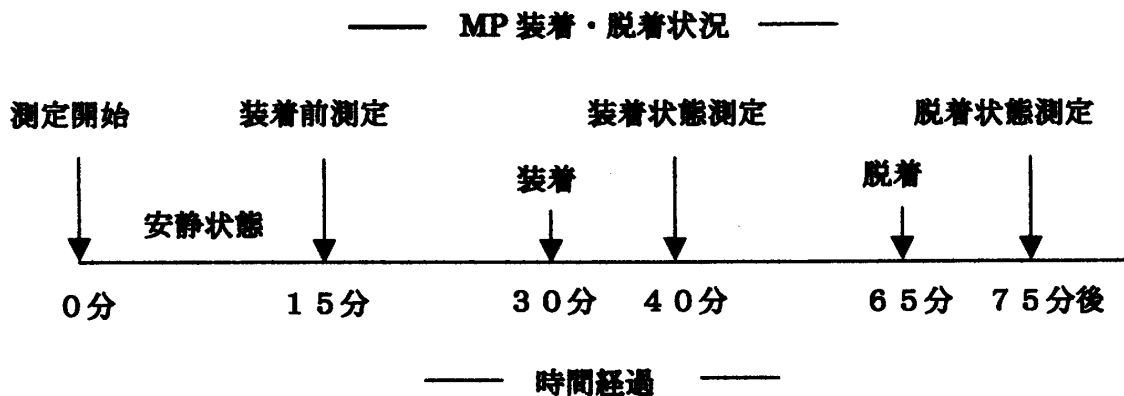 MP 装着・脱着状況
測定開始 装着前測定 装着状態測定 脱着状態測定
装着 脱着
安静状態
0分 15分 30分 40分 65分 75分後
時間経過